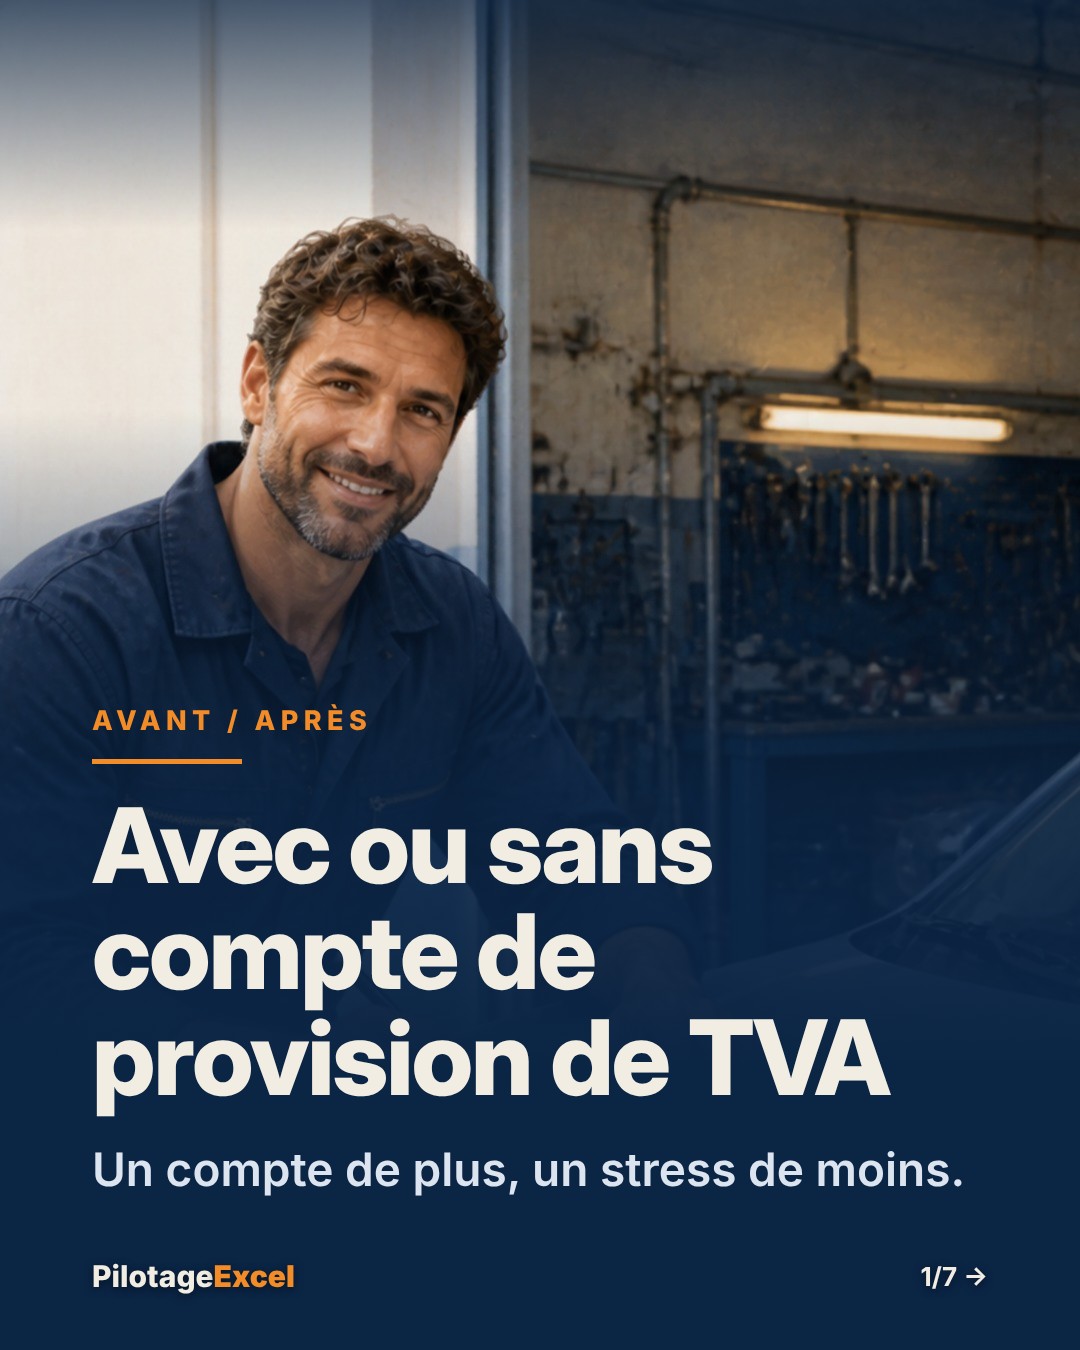 AVANT / APRÈS
Avec ou sans
compte de
provision de TVA
Un compte de plus, un stress de moins.
PilotageExcel
1/7 →